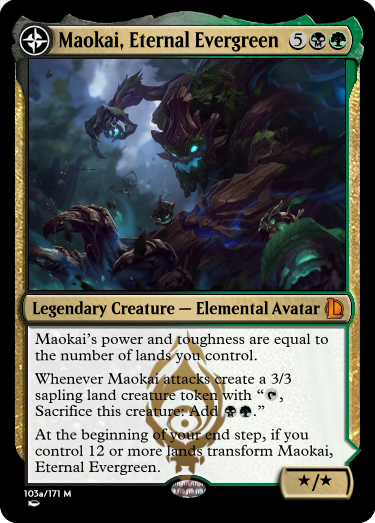 Maokai, Eternal Evergreen 5
Legendary Creature — Elemental Avatar
Maokai's power and toughness are equal to
the number of lands you control.
Whenever Maokai attacks create a 3/3
sapling land creature token with “,
Sacrifice this creature: Add .”
At the beginning of your end step, if you
control 12 or more lands transform Maokai,
Eternal Evergreen.
★/★
103a/171 M